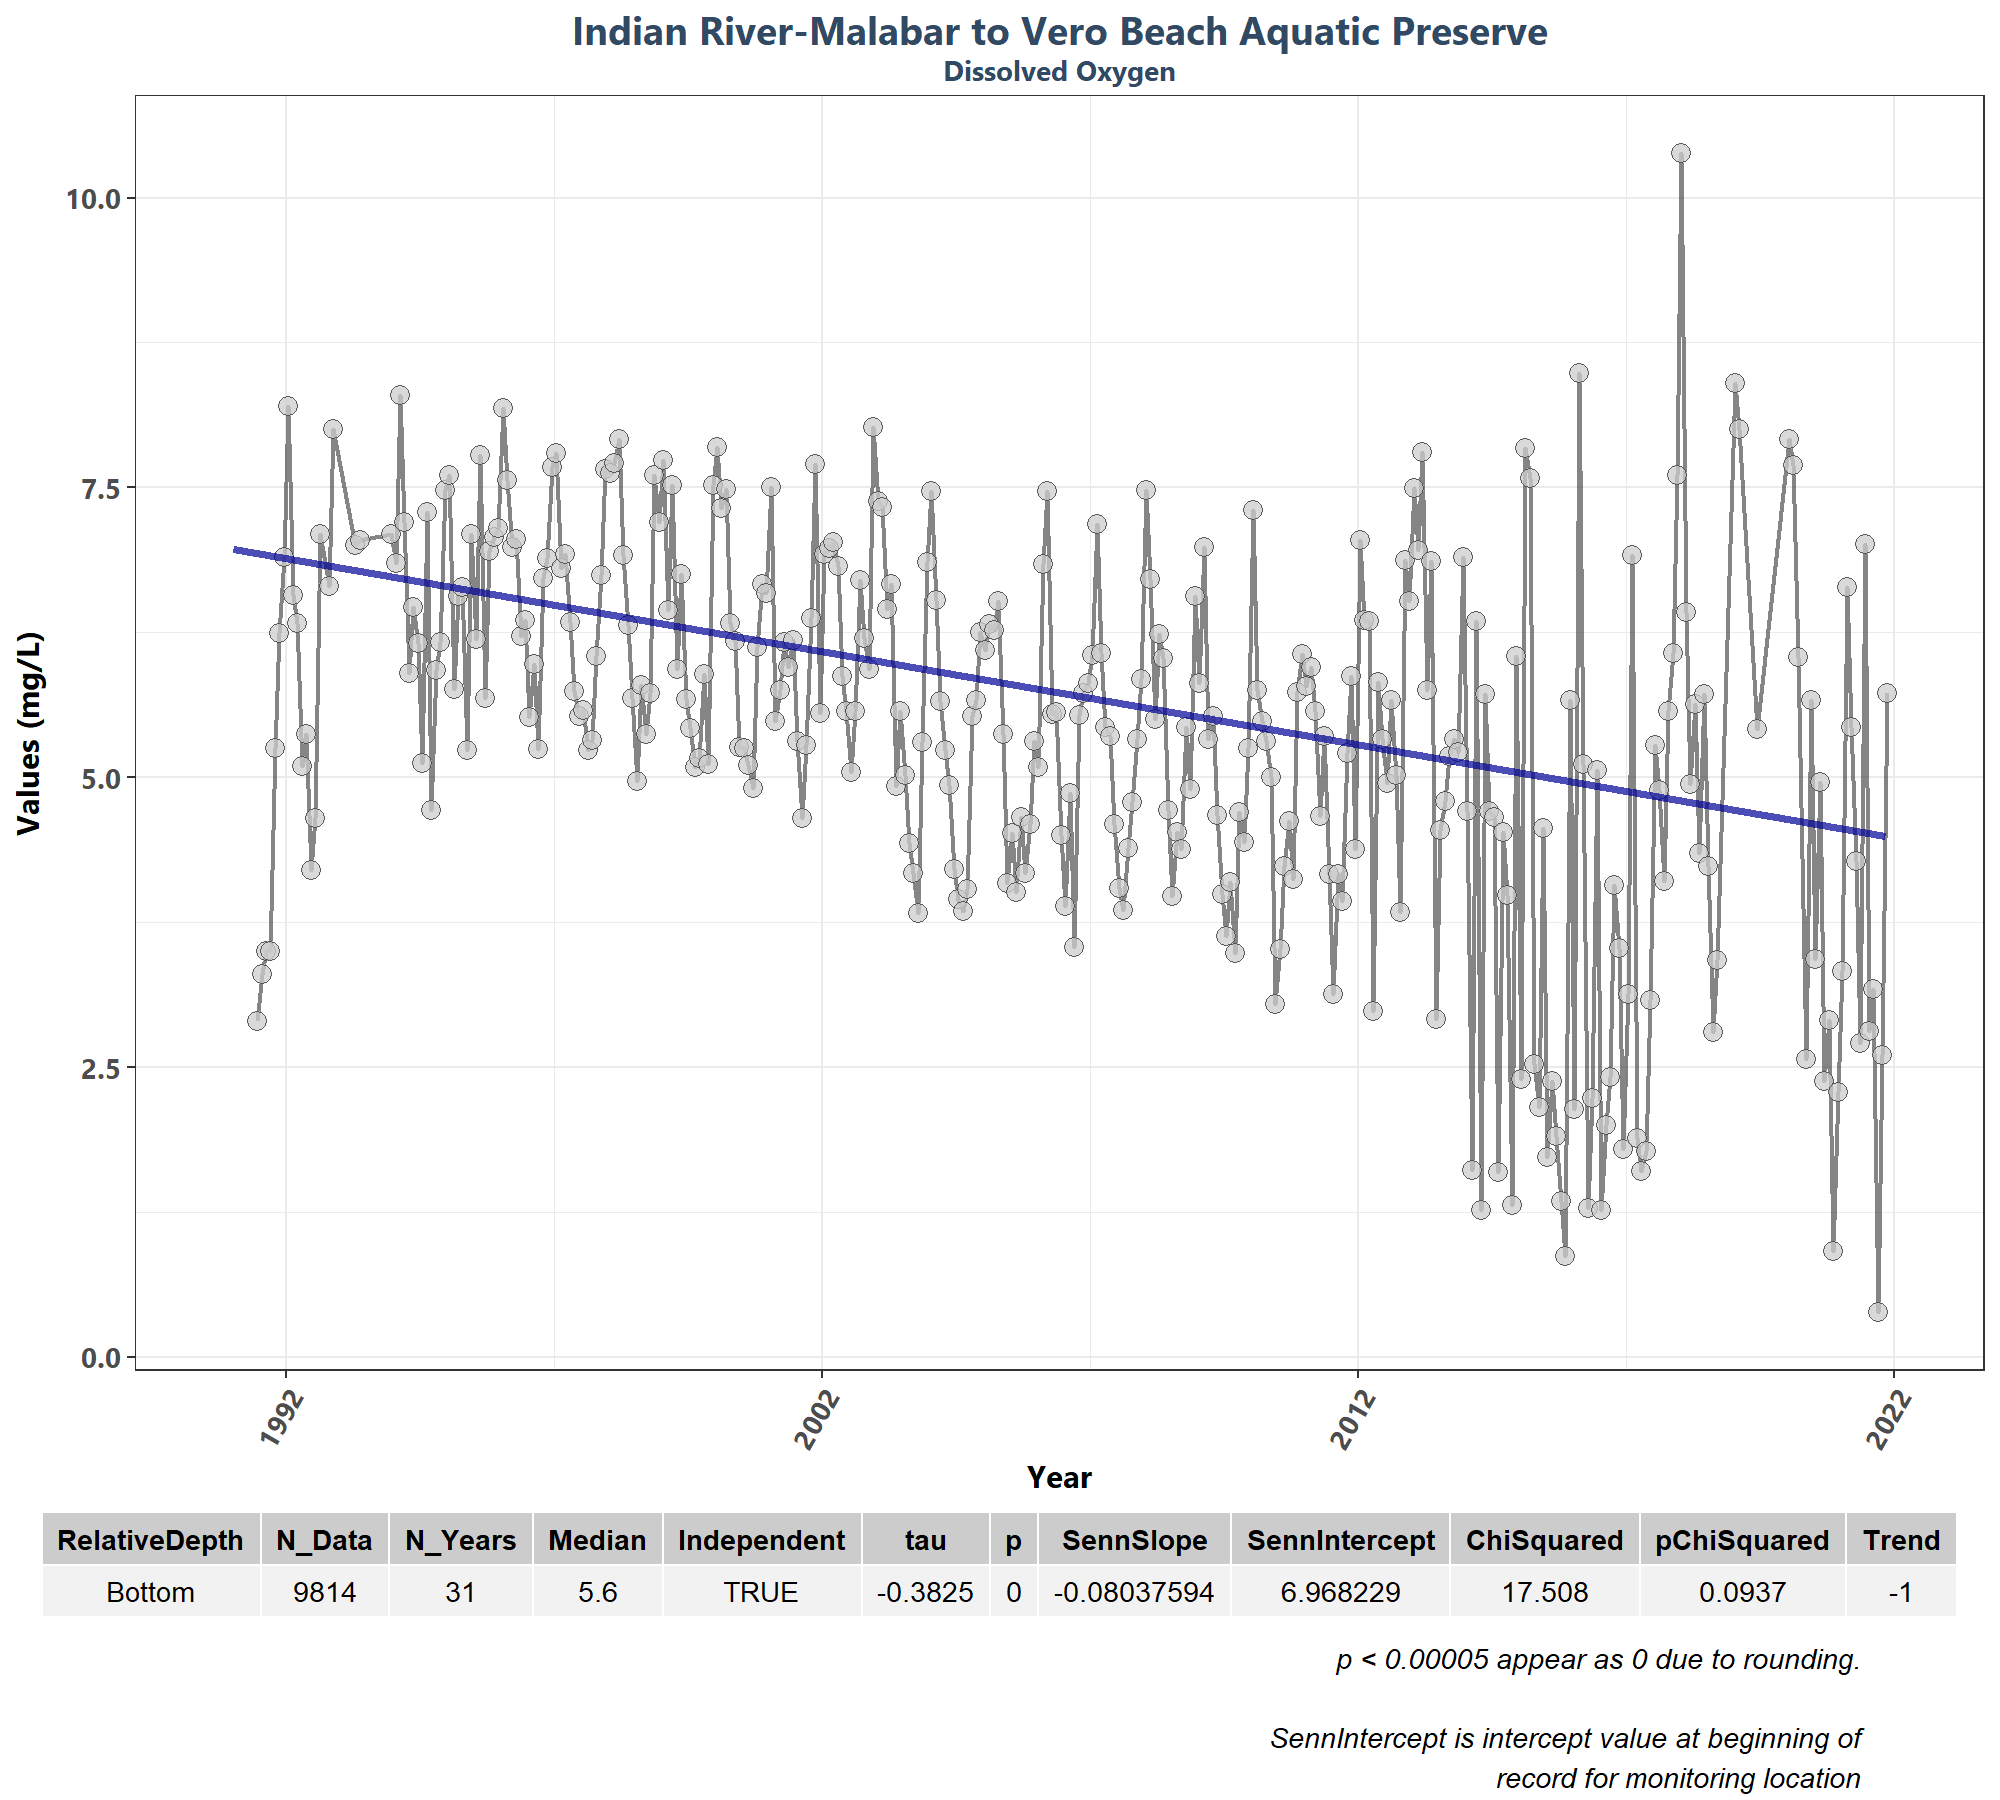 Indian River-Malabar to Vero Beach Aquatic Preserve
Dissolved Oxygen
Values (mg/L)
10.0
7.5
5.0
2.5
0.0
1992
2002
2012
2022
Year
RelativeDepth N_Data N_Years Median Independent tau p SennSlope SennIntercept ChiSquared pChiSquared Trend
Bottom 9814 31 5.6 TRUE -0.3825 0 -0.08037594 6.968229 17.508 0.0937 -1
p < 0.00005 appear as 0 due to rounding.
SennIntercept is intercept value at beginning of
record for monitoring location